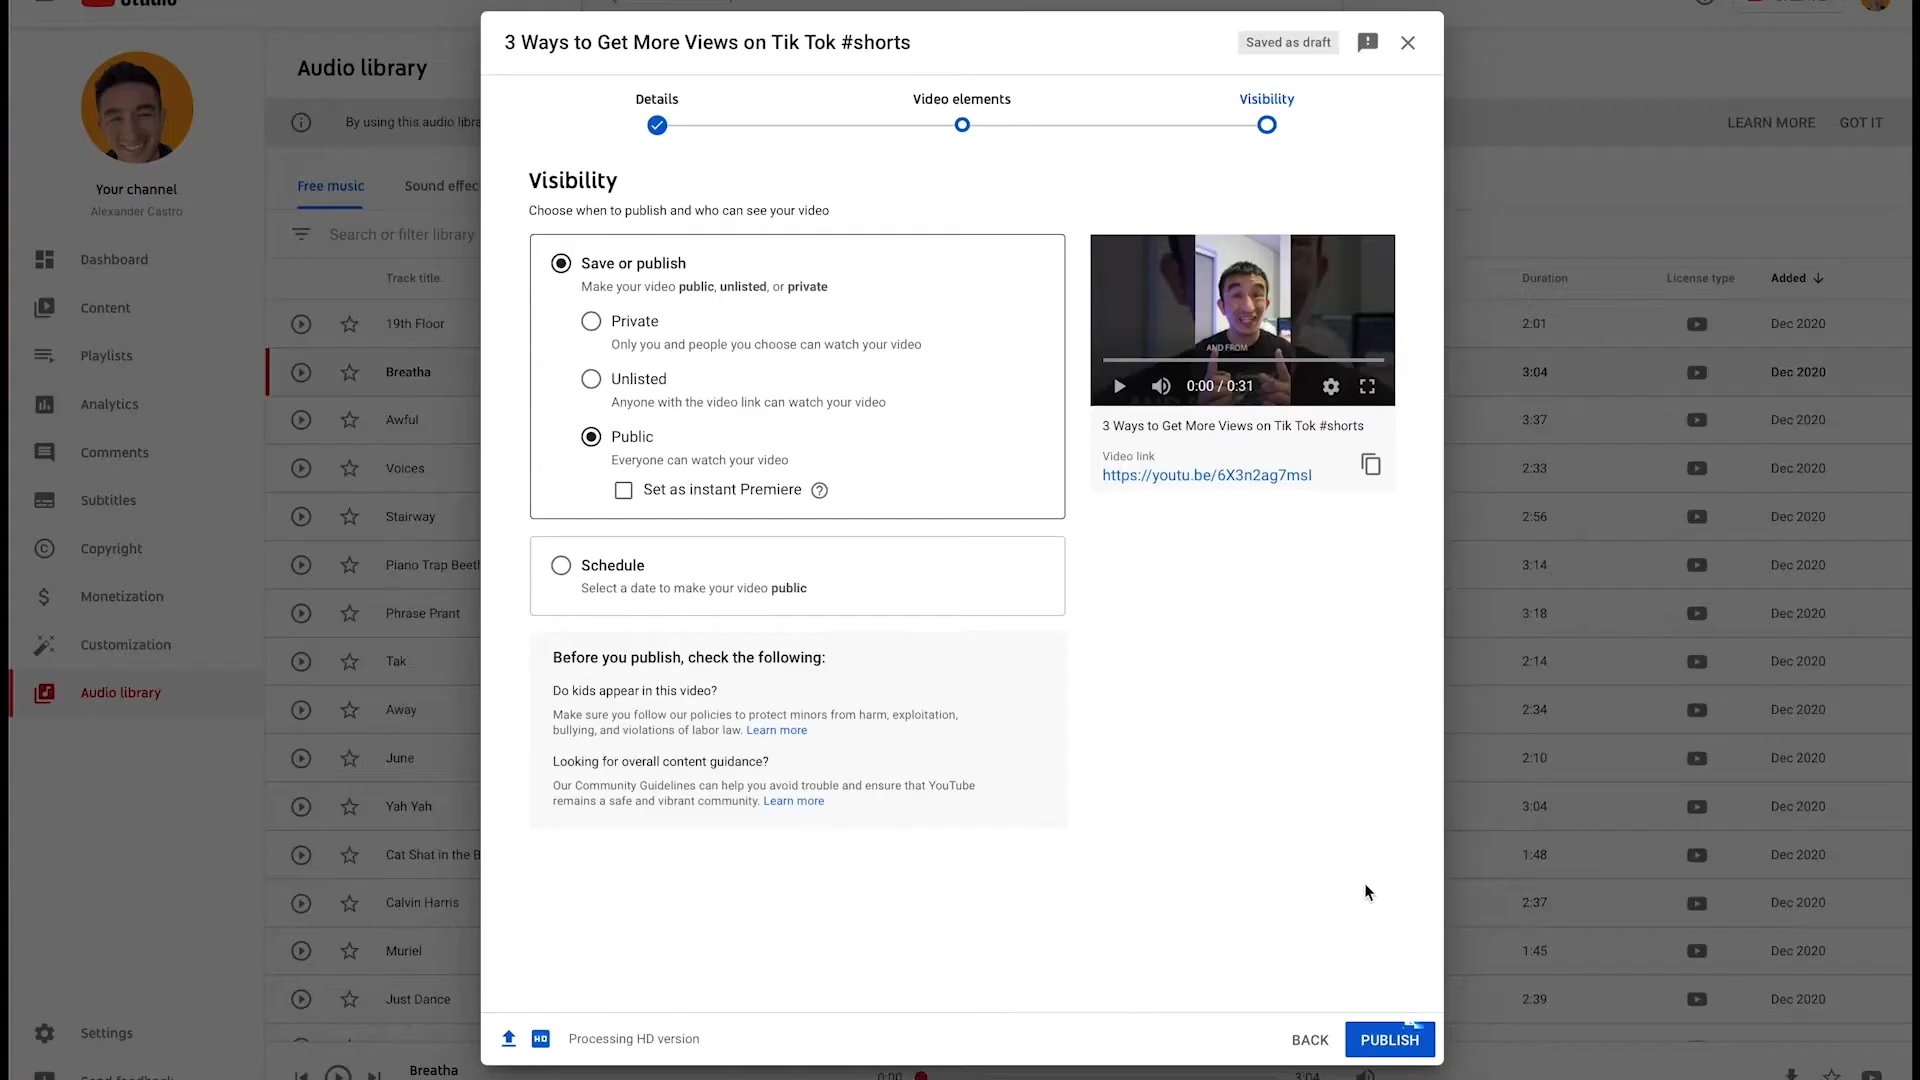 Studio
Audio library
By using this audio libra
LEARN MORE
GOT IT
Your channel
Alexander Castro
Free music
Sound effec
Search or filter library
Dashboard
Content
Playlists
Analytics
Comments
Subtitles
Copyright
Monetization
Customization
Audio library
Settings
Send feedback
Track title
Duration
License type
Added
19th Floor
2:01
Dec 2020
Breatha
3:04
Dec 2020
Awful
3:37
Dec 2020
Voices
2:33
Dec 2020
Stairway
2:56
Dec 2020
Piano Trap Beeth
3:14
Dec 2020
Phrase Prant
3:18
Dec 2020
Tak
2:14
Dec 2020
Away
2:34
Dec 2020
June
2:10
Dec 2020
Yah Yah
3:04
Dec 2020
Cat Shat in the B
1:48
Dec 2020
Calvin Harris
2:37
Dec 2020
Muriel
1:45
Dec 2020
Just Dance
2:39
Dec 2020
Breatha
0:00
3:04
3 Ways to Get More Views on Tik Tok #shorts
Saved as draft
Details
Video elements
Visibility
Visibility
Choose when to publish and who can see your video
Save or publish
Make your video public, unlisted, or private
Private
Only you and people you choose can watch your video
Unlisted
Anyone with the video link can watch your video
Public
Everyone can watch your video
Set as instant Premiere
Schedule
Select a date to make your video public
Before you publish, check the following:
Do kids appear in this video?
Make sure you follow our policies to protect minors from harm, exploitation,
bullying, and violations of labor law. Learn more
Looking for overall content guidance?
Our Community Guidelines can help you avoid trouble and ensure that YouTube
remains a safe and vibrant community. Learn more
AND FROM
0:00 / 0:31
3 Ways to Get More Views on Tik Tok #shorts
Video link
https://youtu.be/6X3n2ag7msI
HD
Processing HD version
BACK
PUBLISH